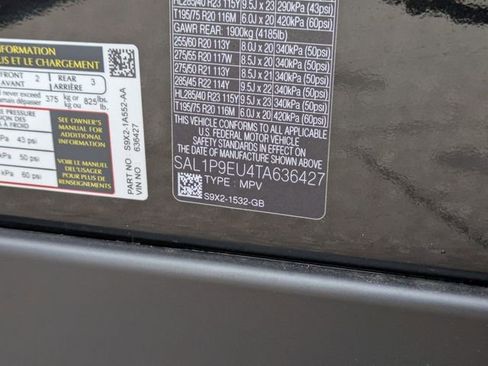 ET LE CHARGEMENT
FRONT 2 REAR 3
AVANT ARRIÈRE
never exceed 375 kg or 825 lbs.
jamais dépasser kg ou lb.
PRESSURE
SEE OWNER'S
MANUAL FOR
ADDITIONAL
INFORMATION
VOIR LE MANUEL
DE L'USAGER
POUR PLUS DE
RENSEIGNEMENTS
kPa 43 psi
kPa 50 psi
kPa 60 psi
PART NO S9X2-1A552-AA
VIN NO 636427
HL285/40 R23 115Y 9.5J x 23 290kPa (43psi)
T195/75 R20 116M 6.0J x 20 420kPa (60psi)
GAWR REAR: 1900kg (4185lb)
255/60 R20 113Y 8.0J x 20 340kPa (50psi)
275/55 R20 117W 8.5J x 20 340kPa (50psi)
275/50 R21 113Y 8.5J x 21 340kPa (50psi)
285/45 R22 114Y 9.5J x 22 340kPa (50psi)
HL285/40 R23 115Y 9.5J x 23 340kPa (50psi)
T195/75 R20 116M 6.0J x 20 420kPa (60psi)
THIS VEHICLE CONFORMS TO ALL APPLICABLE
U.S. FEDERAL MOTOR VEHICLE
SAFETY STANDARDS IN EFFECT ON THE
DATE OF MANUFACTURE SHOWN ABOVE
SAL1P9EU4TA636427
TYPE: MPV
S9X2-1532-GB